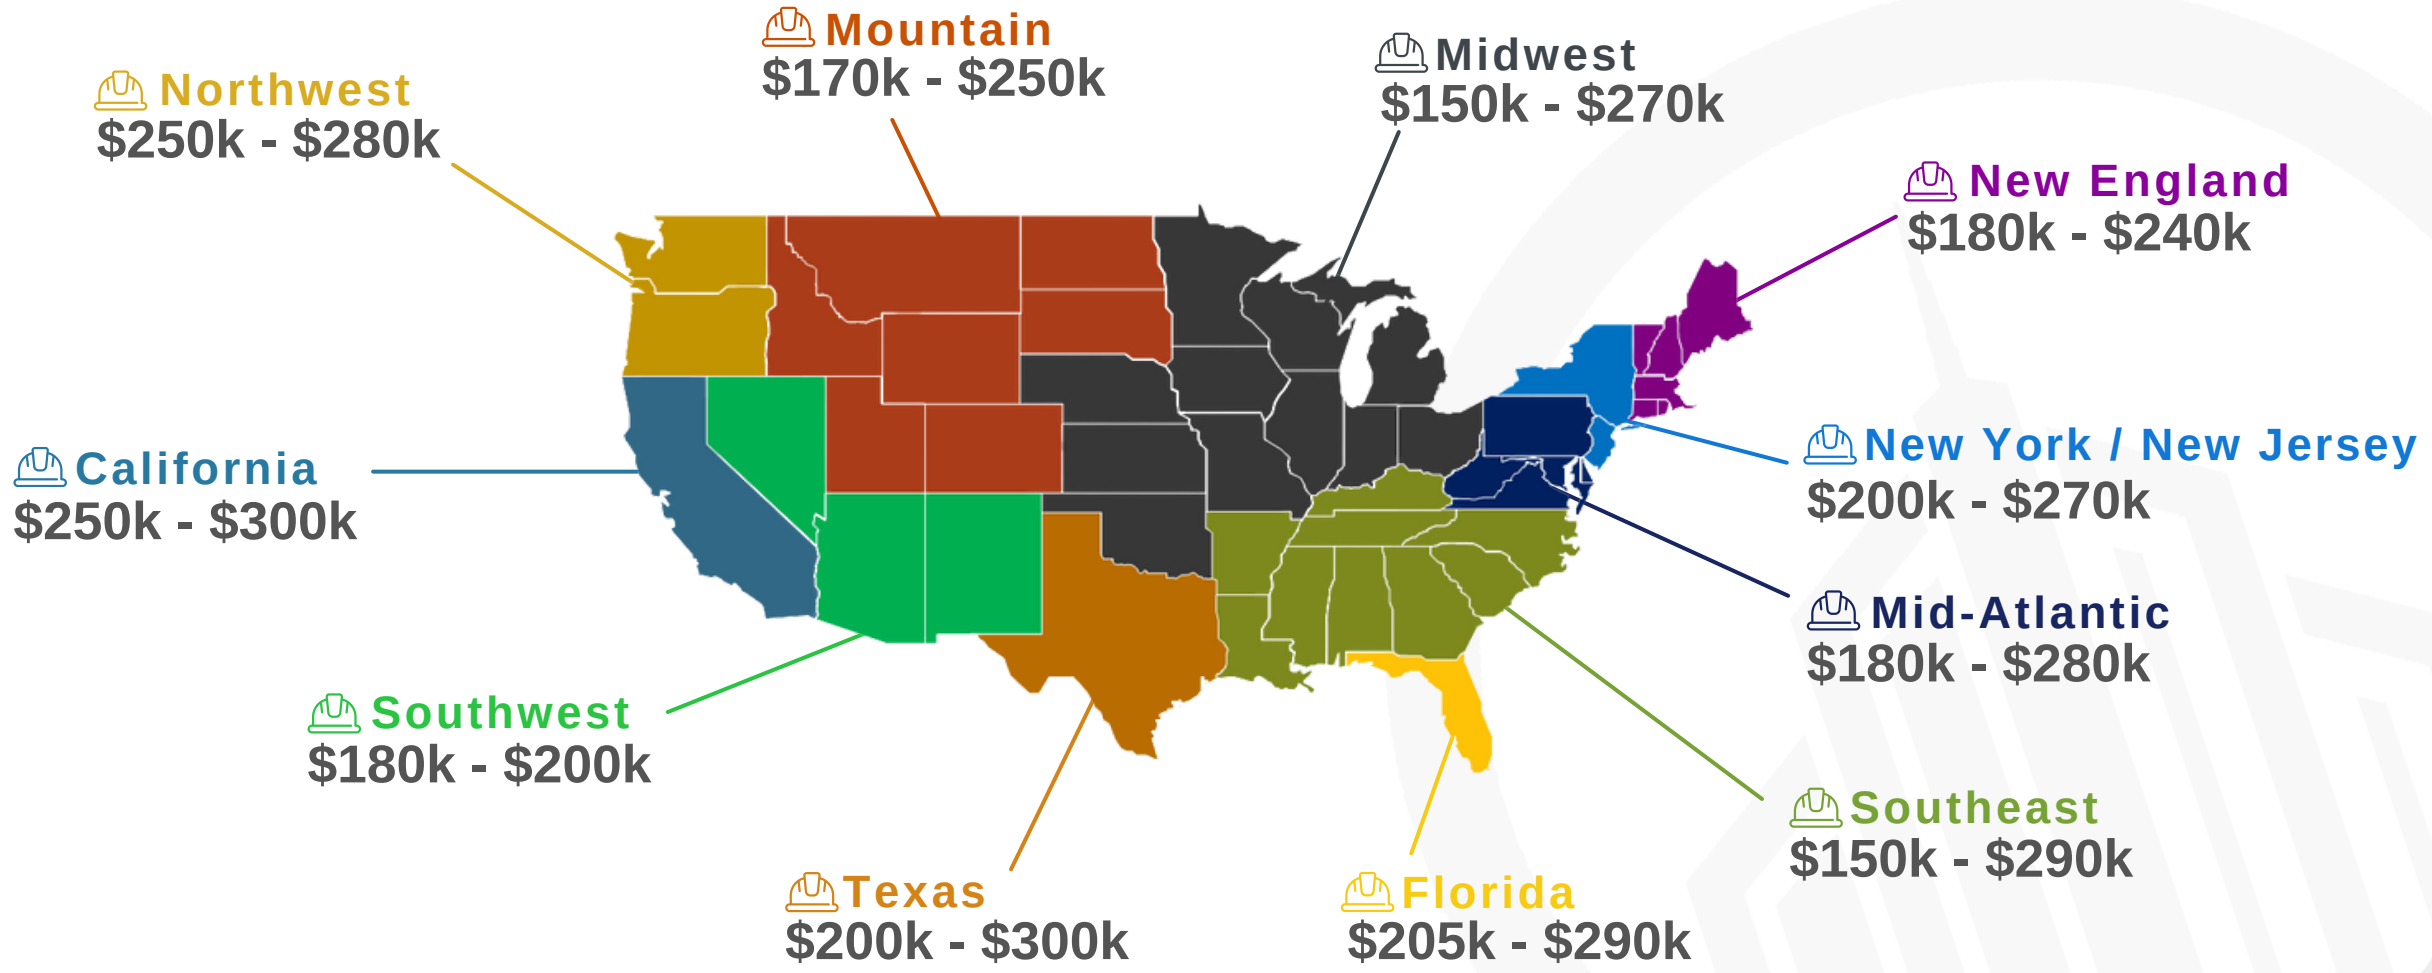 Mountain
$170k - $250k
Midwest
$150k - $270k
Northwest
$250k - $280k
New England
$180k - $240k
California
$250k - $300k
New York / New Jersey
$200k - $270k
Mid-Atlantic
$180k - $280k
Southwest
$180k - $200k
Southeast
$150k - $290k
Texas
$200k - $300k
Florida
$205k - $290k